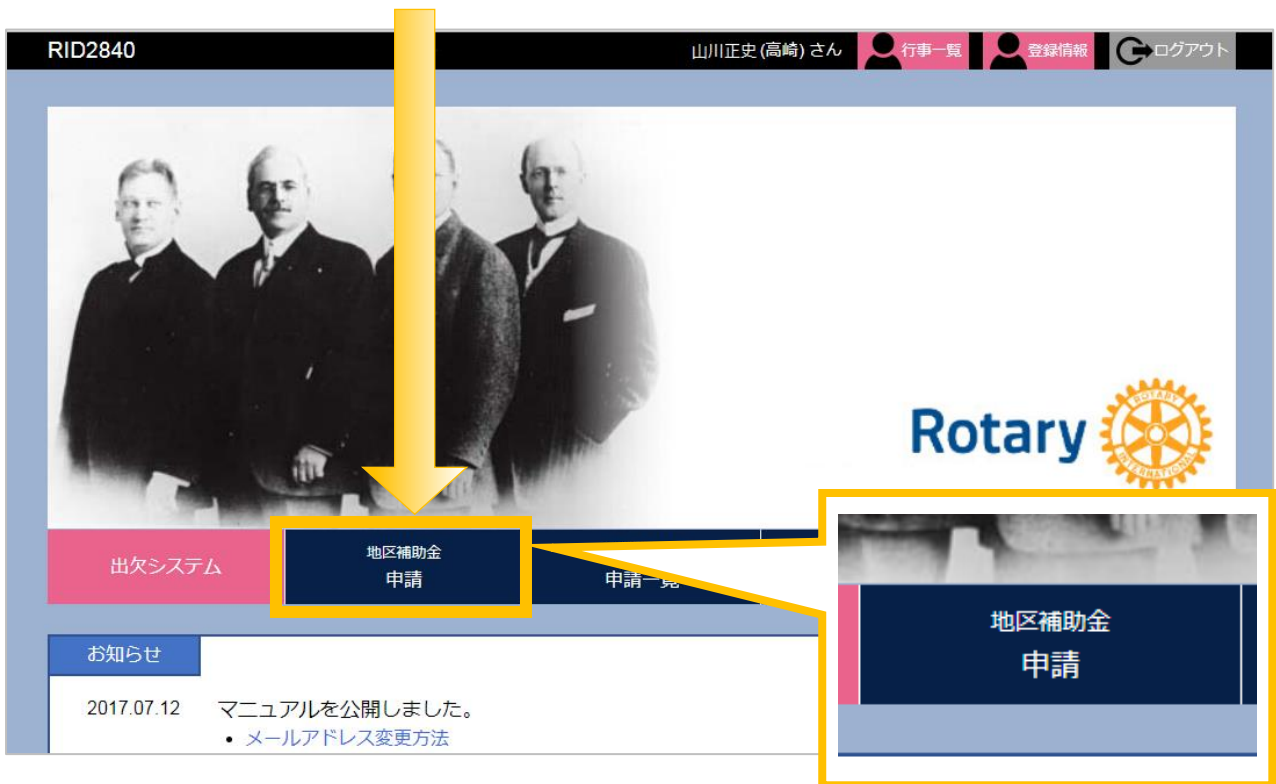 RID2840
山川正史(高崎) さん
行事一覧
登録情報
ログアウト
Rotary
ROTARY
INTERNATIONAL
出欠システム
地区補助金
申請
申請一覧
地区補助金
申請
お知らせ
2017.07.12 マニュアルを公開しました。
• メールアドレス変更方法